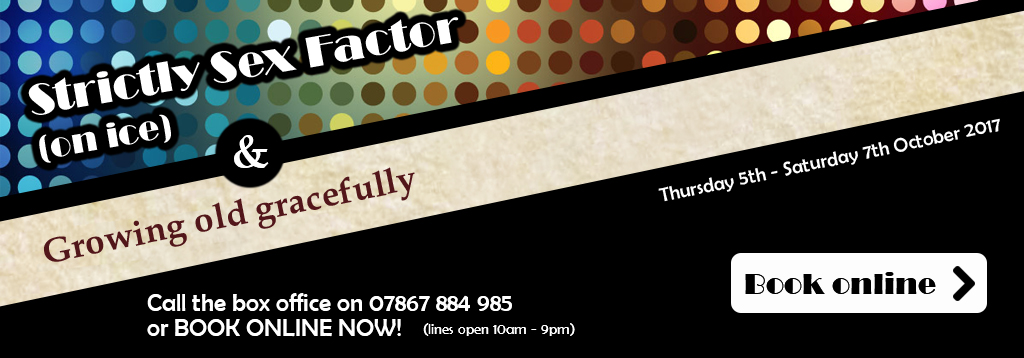 Strictly Sex Factor
(on ice)
&
Growing old gracefully
Thursday 5th - Saturday 7th October 2017
Book online
Call the box office on 07867 884 985
or BOOK ONLINE NOW! (lines open 10am - 9pm)